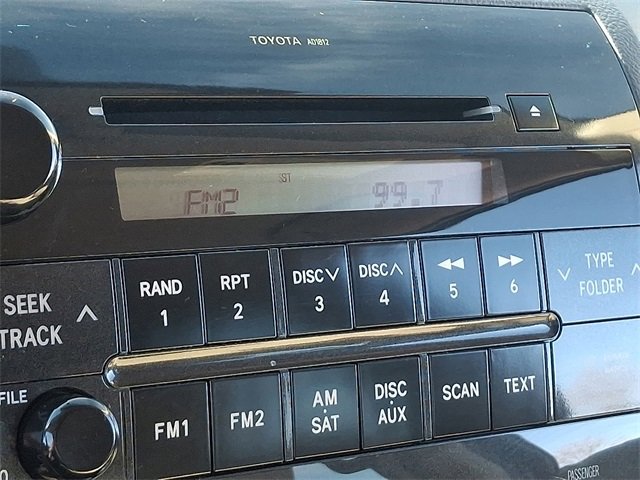 TOYOTA AD1812
ST
FM2 99.7
SEEK TRACK
RAND 1
RPT 2
DISC 3
DISC 4
5
6
TYPE FOLDER
FILE
FM1
FM2
AM SAT
DISC AUX
SCAN
TEXT
PASSENGER